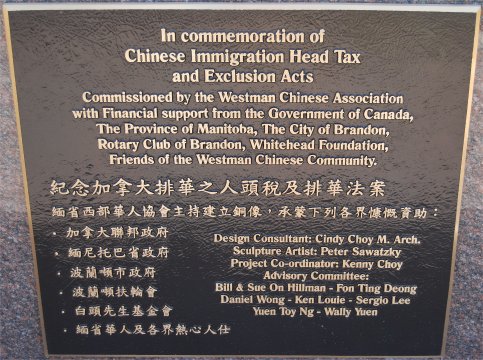 In commemoration of
Chinese Immigration Head Tax
and Exclusion Acts
Commissioned by the Westman Chinese Association
with Financial support from the Government of Canada,
The Province of Manitoba, The City of Brandon,
Rotary Club of Brandon, Whitehead Foundation,
Friends of the Westman Chinese Community.
紀念加拿大排華之人頭稅及排華法案
緬省西部華人協會主持建立銅像，承蒙下列各界慷慨資助：
· 加拿大聯邦政府
· 緬尼托巴省政府
· 波蘭頓市政府
· 波蘭頓扶輪會
· 白頭先生基金會
· 緬省華人及各界熱心人仕
Design Consultant: Cindy Choy M. Arch.
Sculpture Artist: Peter Sawatzky
Project Co-ordinator: Kenny Choy
Advisory Committee:
Bill & Sue On Hillman - Fon Ting Deong
Daniel Wong - Ken Louie - Sergio Lee
Yuen Toy Ng - Wally Yuen